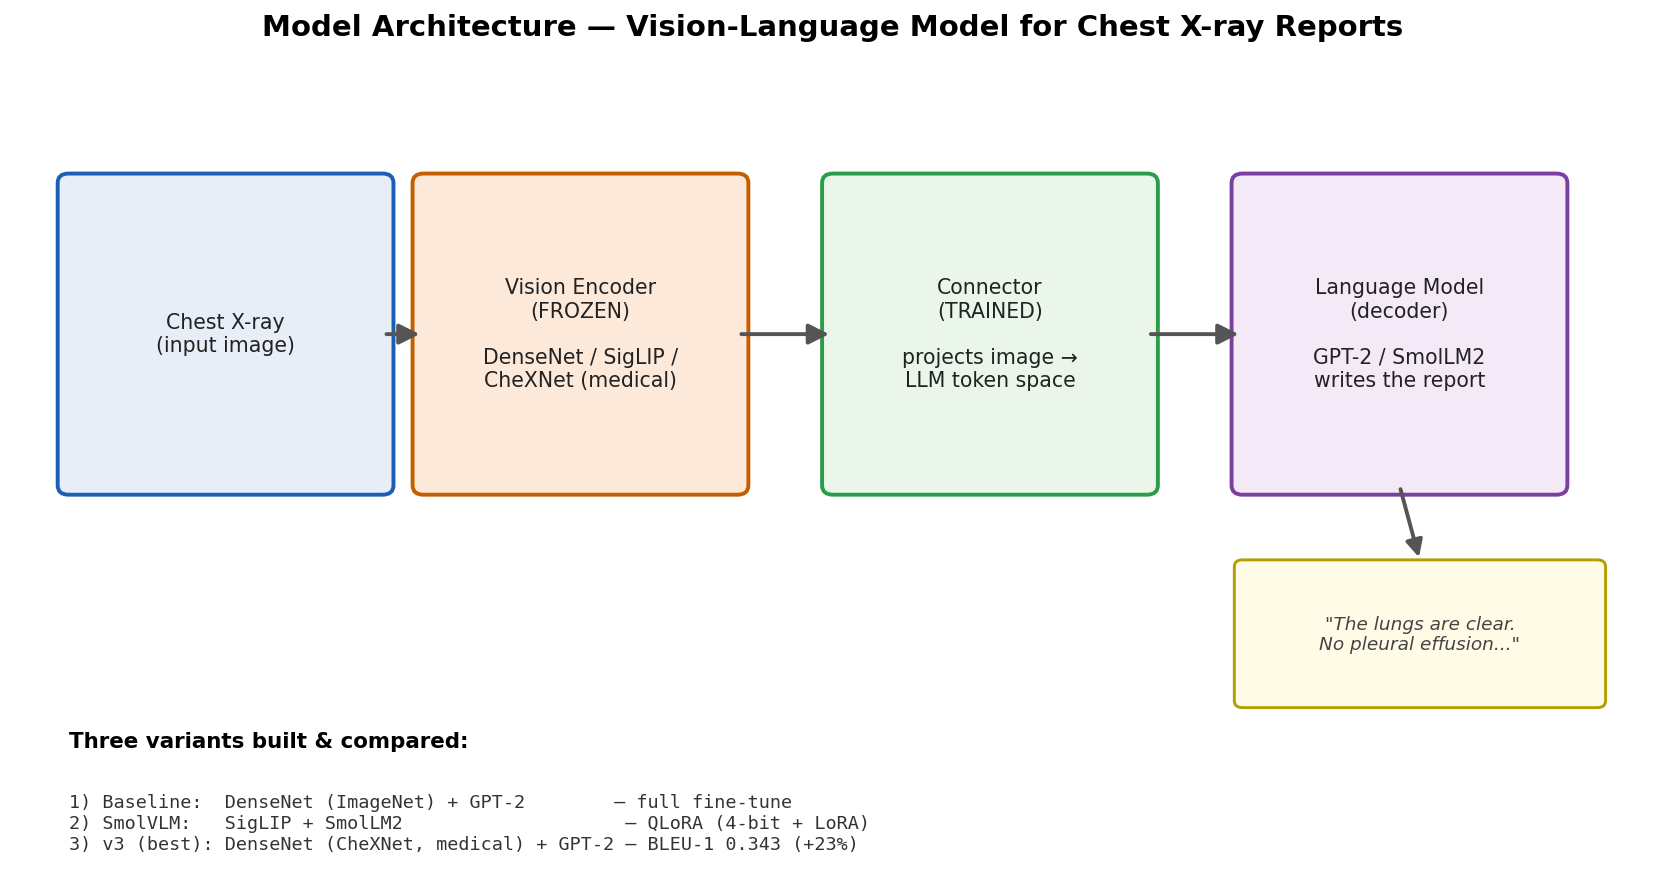 Model Architecture — Vision-Language Model for Chest X-ray Reports
Chest X-ray
(input image)
Vision Encoder
(FROZEN)
DenseNet / SigLIP /
CheXNet (medical)
Connector
(TRAINED)
projects image →
LLM token space
Language Model
(decoder)
GPT-2 / SmolLM2
writes the report
"The lungs are clear.
No pleural effusion..."
Three variants built & compared:
1) Baseline:  DenseNet (ImageNet) + GPT-2        — full fine-tune
2) SmolVLM:   SigLIP + SmolLM2                    — QLoRA (4-bit + LoRA)
3) v3 (best): DenseNet (CheXNet, medical) + GPT-2 — BLEU-1 0.343 (+23%)